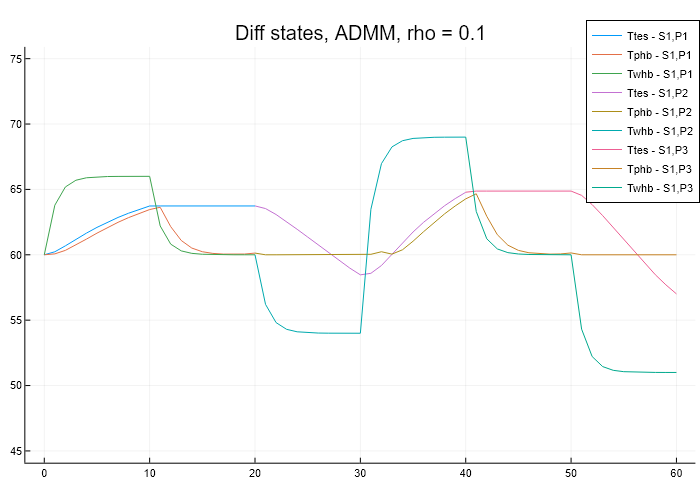 Diff states, ADMM, rho = 0.1
Ttes - S1,P1
Tphb - S1,P1
Twhb - S1,P1
Ttes - S1,P2
Tphb - S1,P2
Twhb - S1,P2
Ttes - S1,P3
Tphb - S1,P3
Twhb - S1,P3
75
70
65
60
55
50
45
0 10 20 30 40 50 60